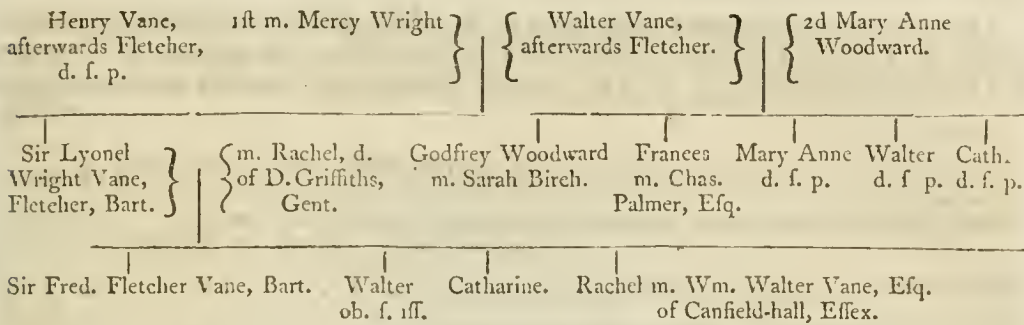 Henry Vane, 1ſt m. Mercy Wright Walter Vane, 2d Mary Anne
afterwards Fletcher, afterwards Fletcher. Woodward.
d. ſ. p.
Sir Lyonel m. Rachel, d. Godfrey Woodward Frances Mary Anne Walter Cath.
Wright Vane, of D. Griffiths, m. Sarah Birch. m. Chas. d. ſ. p. d. ſ p. d. ſ. p.
Fletcher, Bart. Gent. Palmer, Eſq.
Sir Fred. Fletcher Vane, Bart. Walter Catharine. Rachel m. Wm. Walter Vane, Eſq.
ob. ſ. iſſ. of Canfield-hall, Eſſex.